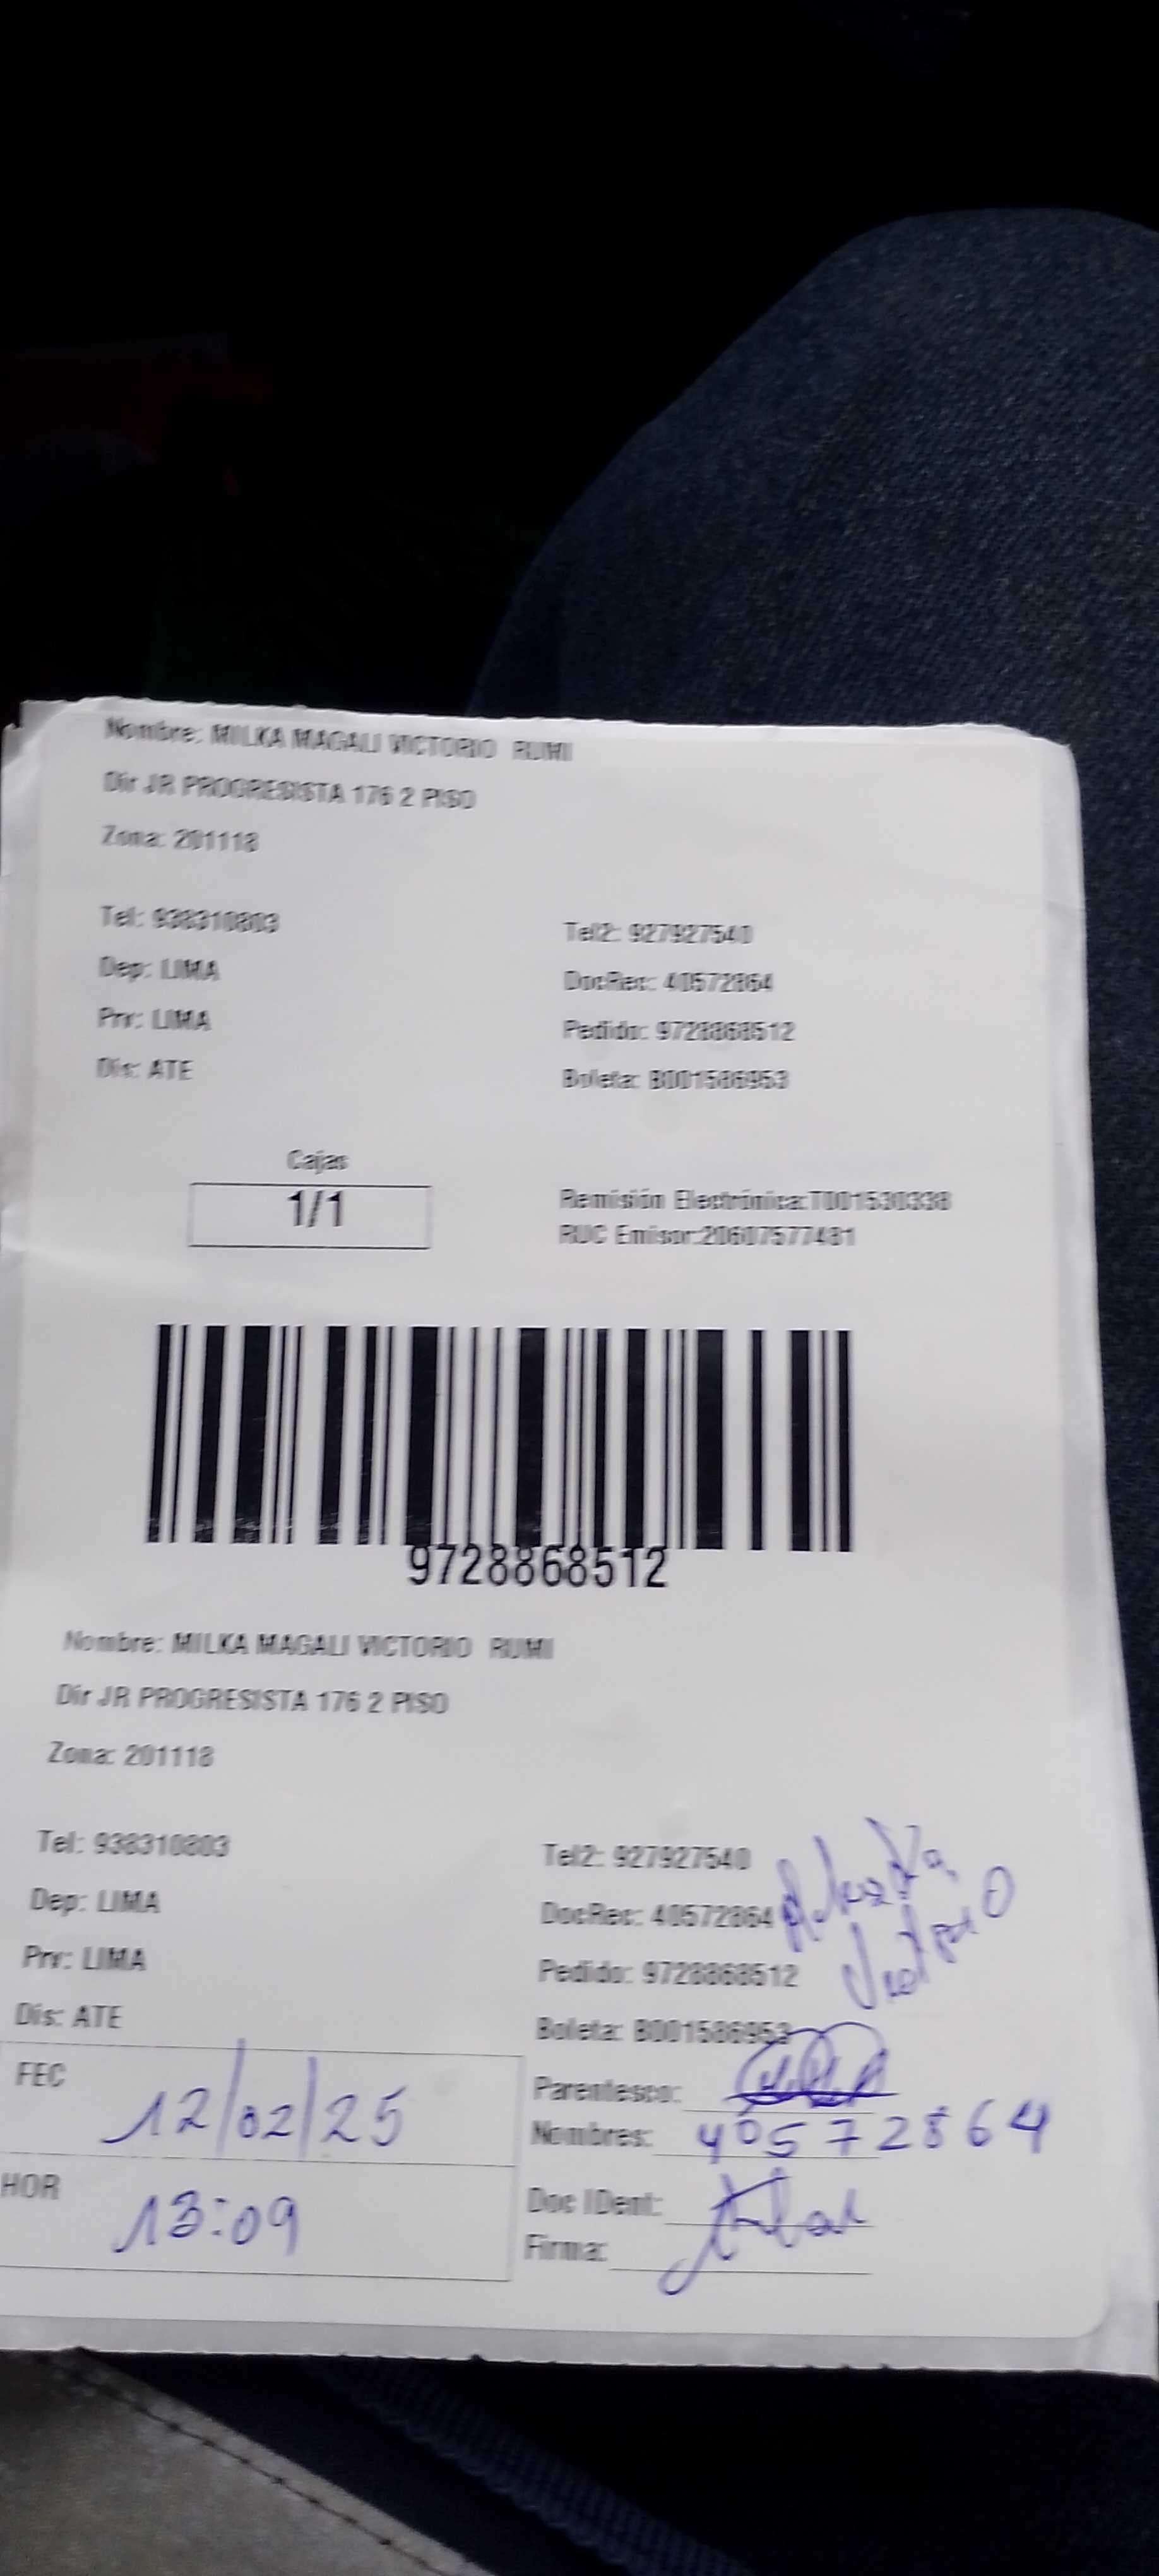 Nombre: MILKA MAGALI VICTORIO RUMI
Dir JR PROGRESISTA 176 2 PISO
Zona: 201118
Tel: 938310803 Tel2: 927927540
Dep: LIMA DocRec: 40572864
Prv: LIMA Pedido: 9728868512
Dis: ATE Boleta: B001586953
Cajas
1/1
Remisión Electrónica:T001530338
RUC Emisor:20607577481
9728868512
Nombre: MILKA MAGALI VICTORIO RUMI
Dir JR PROGRESISTA 176 2 PISO
Zona: 201118
Tel: 938310803 Tel2: 927927540
Dep: LIMA DocRec: 40572864
Prv: LIMA Pedido: 9728868512
Dis: ATE Boleta: B001586953
FEC 12/02/25 Parentesco:
Nombres: 40572864
HOR 13:09 Doc IDent:
Firma: